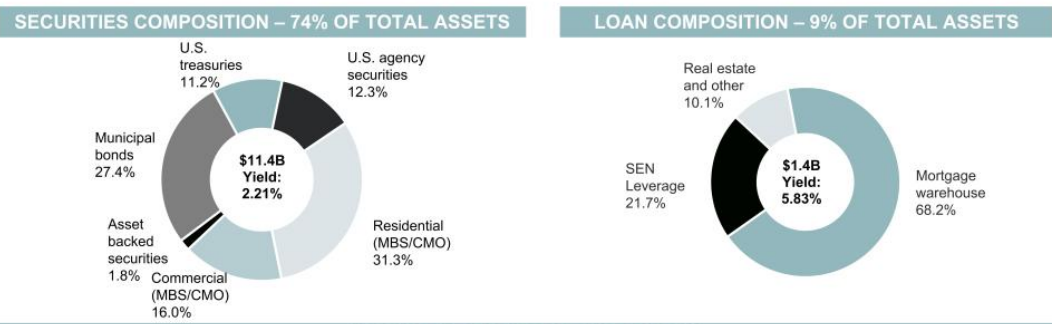 SECURITIES COMPOSITION – 74% OF TOTAL ASSETS
U.S.
treasuries
11.2%
U.S. agency
securities
12.3%
Municipal
bonds
27.4%
$11.4B
Yield:
2.21%
Residential
(MBS/CMO)
31.3%
Asset
backed
securities
1.8%
Commercial
(MBS/CMO)
16.0%
LOAN COMPOSITION – 9% OF TOTAL ASSETS
Real estate
and other
10.1%
SEN
Leverage
21.7%
$1.4B
Yield:
5.83%
Mortgage
warehouse
68.2%